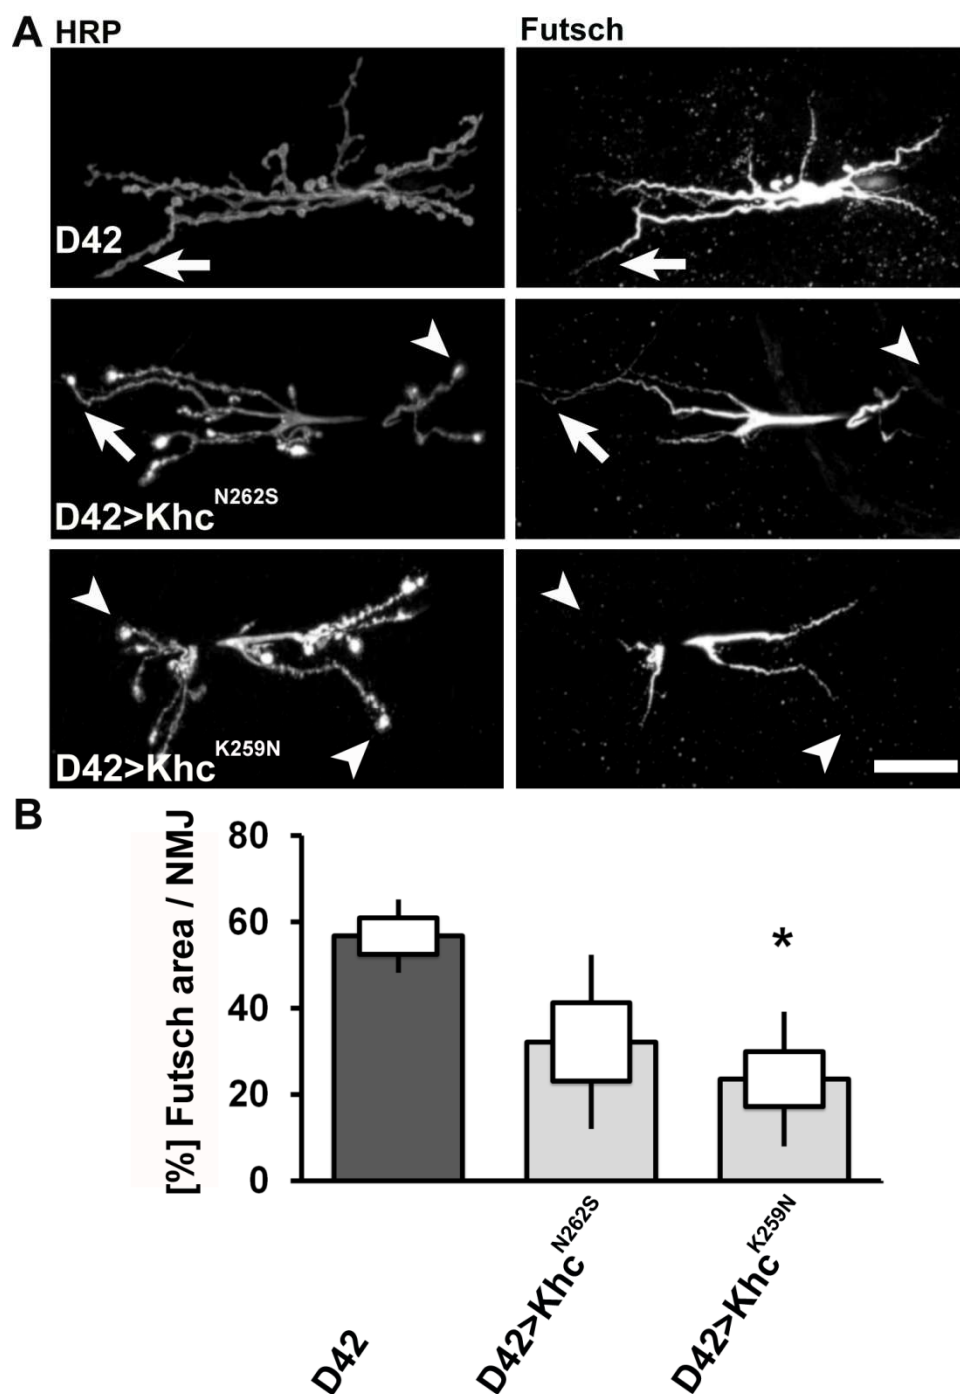 A
HRP
Futsch
D42
D42>Khc^N262S
D42>Khc^K259N
B
[%] Futsch area / NMJ
80
60
40
20
0
*
D42
D42>Khc^N262S
D42>Khc^K259N